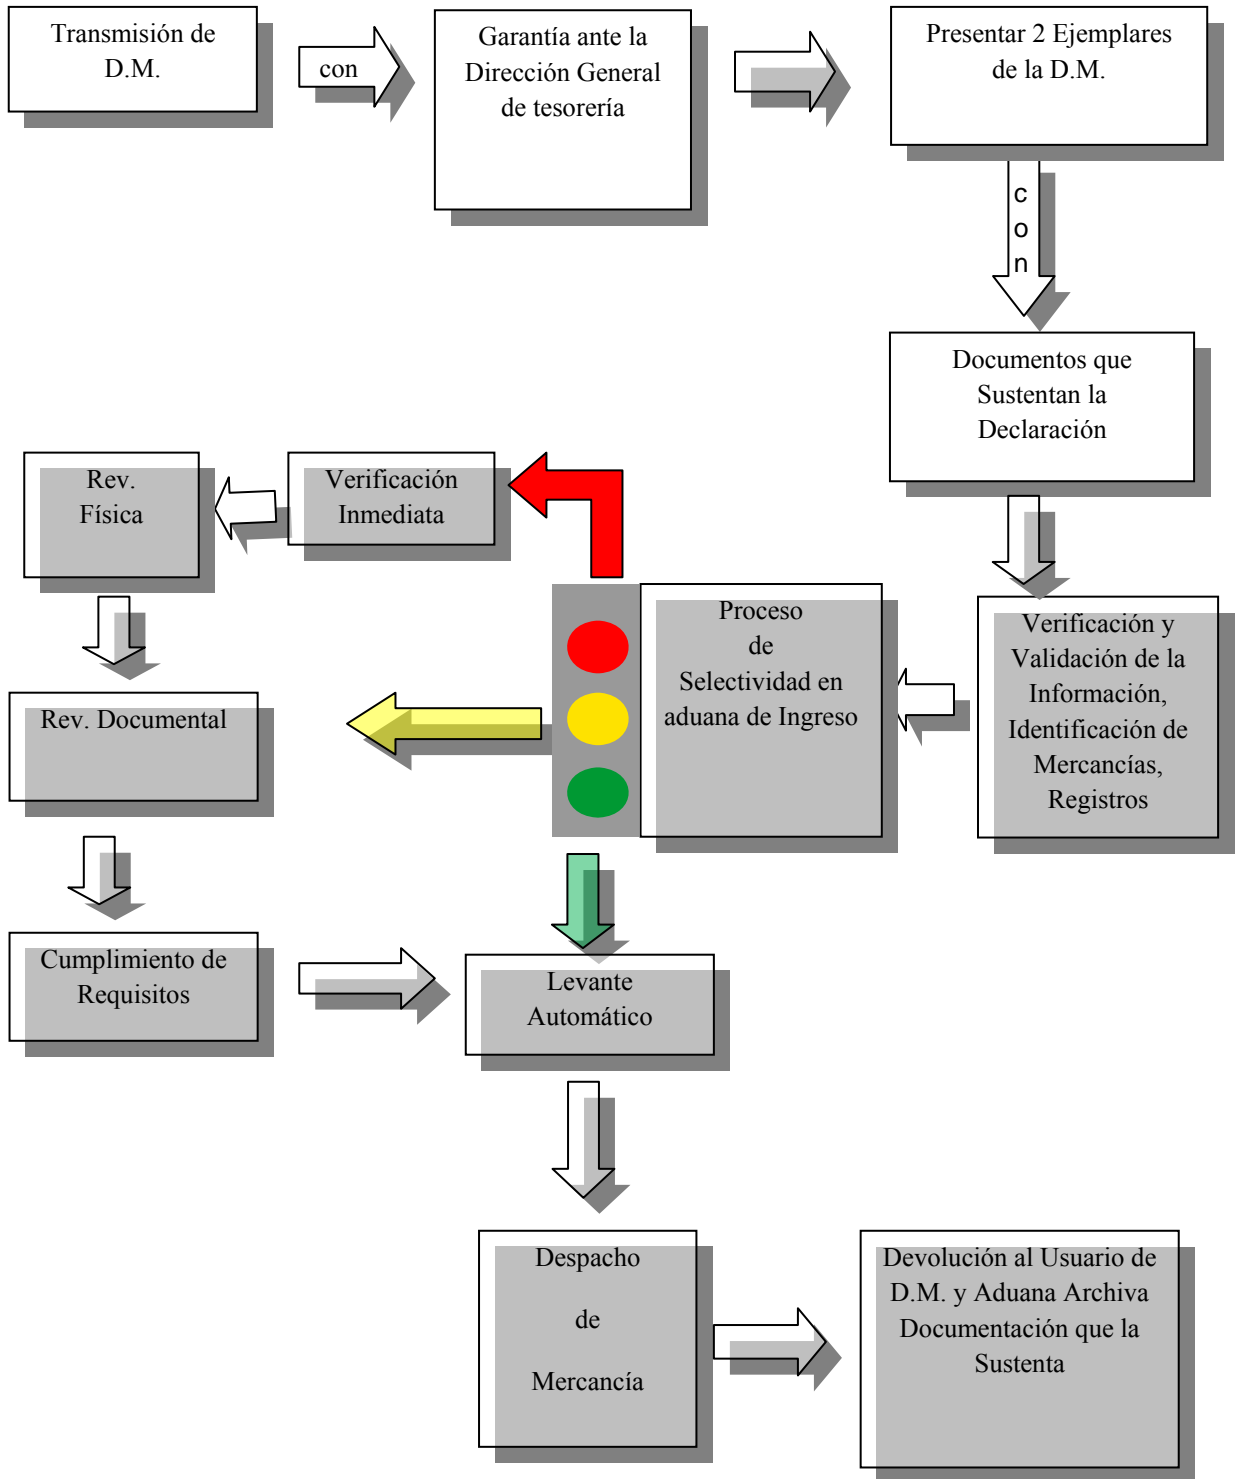 Transmisión de
D.M.
con
Garantía ante la
Dirección General
de tesorería
Presentar 2 Ejemplares
de la D.M.
c
o
n
Documentos que
Sustentan la
Declaración
Verificación y
Validación de la
Información,
Identificación de
Mercancías,
Registros
Proceso
de
Selectividad en
aduana de Ingreso
Verificación
Inmediata
Rev.
Física
Rev. Documental
Cumplimiento de
Requisitos
Levante
Automático
Despacho
de
Mercancía
Devolución al Usuario de
D.M. y Aduana Archiva
Documentación que la
Sustenta